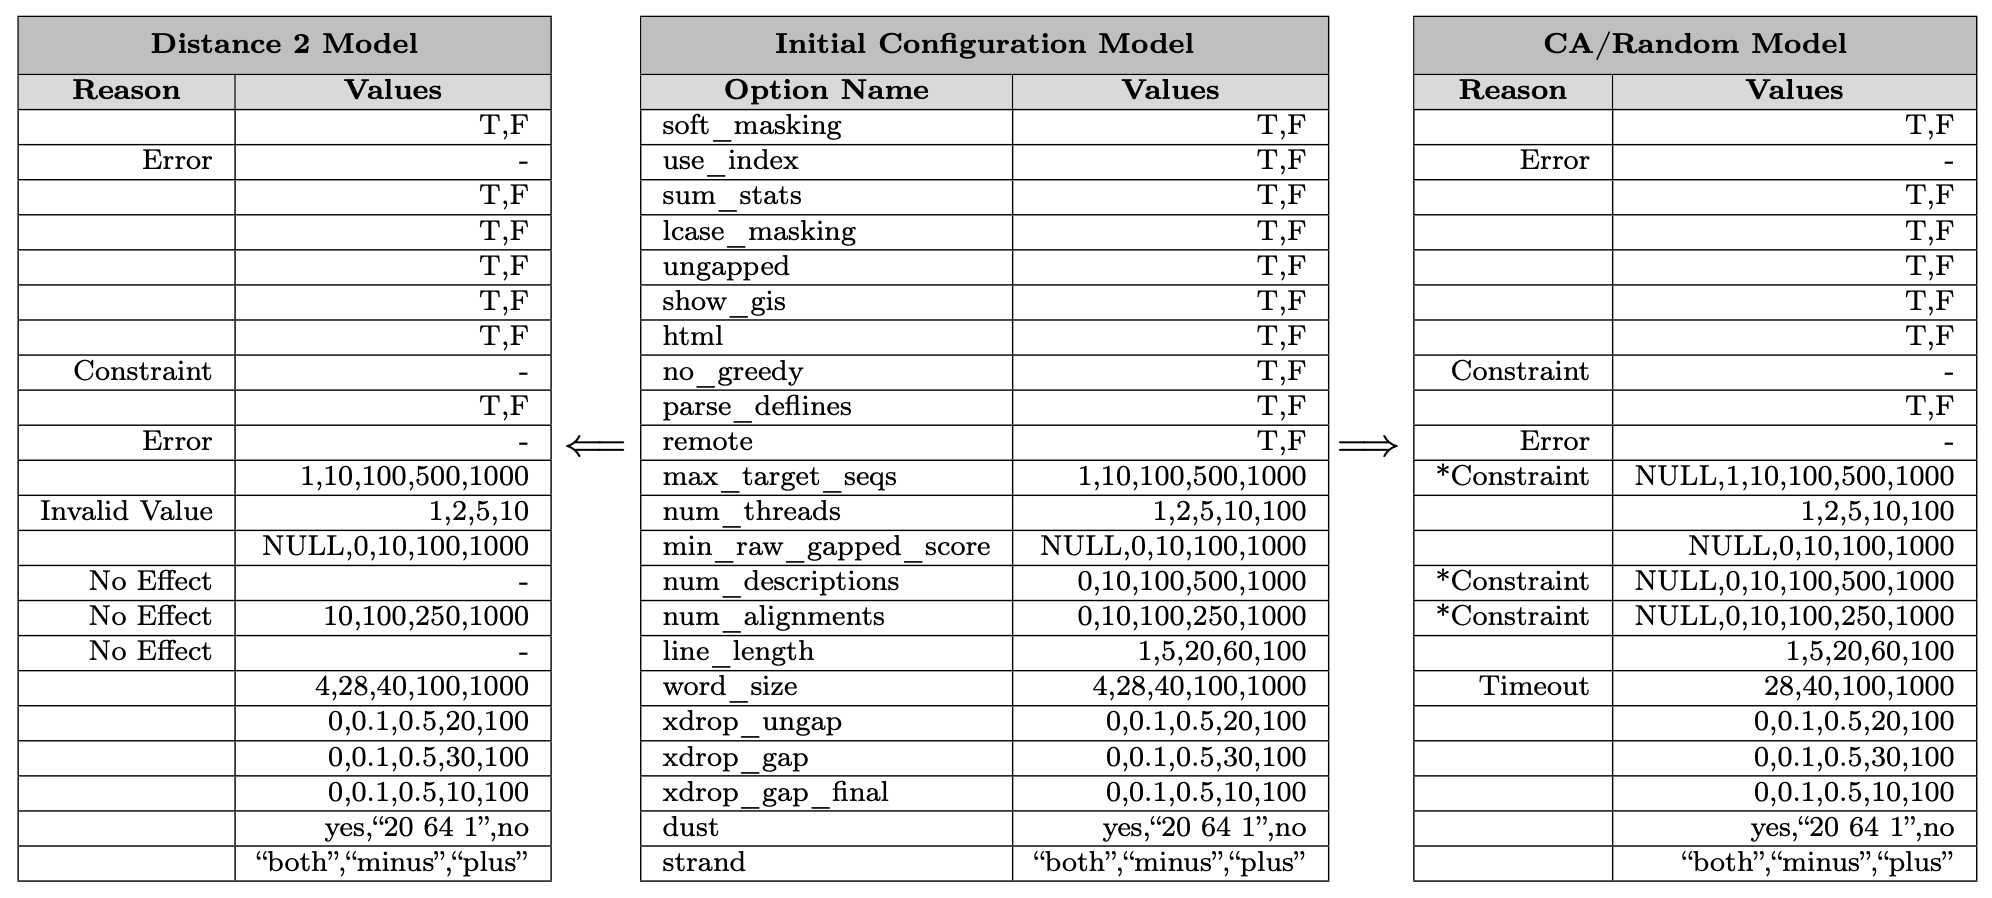 Distance 2 Model Initial Configuration Model CA/Random Model
Reason Values Option Name Values Reason Values
T,F soft_masking T,F T,F
Error - use_index T,F Error -
T,F sum_stats T,F T,F
T,F lcase_masking T,F T,F
T,F ungapped T,F T,F
T,F show_gis T,F T,F
T,F html T,F T,F
Constraint - no_greedy T,F Constraint -
T,F parse_deflines T,F T,F
Error - ⟸ remote T,F ⟹ Error -
1,10,100,500,1000 max_target_seqs 1,10,100,500,1000 *Constraint NULL,1,10,100,500,1000
Invalid Value 1,2,5,10 num_threads 1,2,5,10,100 1,2,5,10,100
NULL,0,10,100,1000 min_raw_gapped_score NULL,0,10,100,1000 NULL,0,10,100,1000
No Effect - num_descriptions 0,10,100,500,1000 *Constraint NULL,0,10,100,500,1000
No Effect 10,100,250,1000 num_alignments 0,10,100,250,1000 *Constraint NULL,0,10,100,250,1000
No Effect - line_length 1,5,20,60,100 1,5,20,60,100
4,28,40,100,1000 word_size 4,28,40,100,1000 Timeout 28,40,100,1000
0,0.1,0.5,20,100 xdrop_ungap 0,0.1,0.5,20,100 0,0.1,0.5,20,100
0,0.1,0.5,30,100 xdrop_gap 0,0.1,0.5,30,100 0,0.1,0.5,30,100
0,0.1,0.5,10,100 xdrop_gap_final 0,0.1,0.5,10,100 0,0.1,0.5,10,100
yes,“20 64 1”,no dust yes,“20 64 1”,no yes,“20 64 1”,no
“both”,“minus”,“plus” strand “both”,“minus”,“plus” “both”,“minus”,“plus”